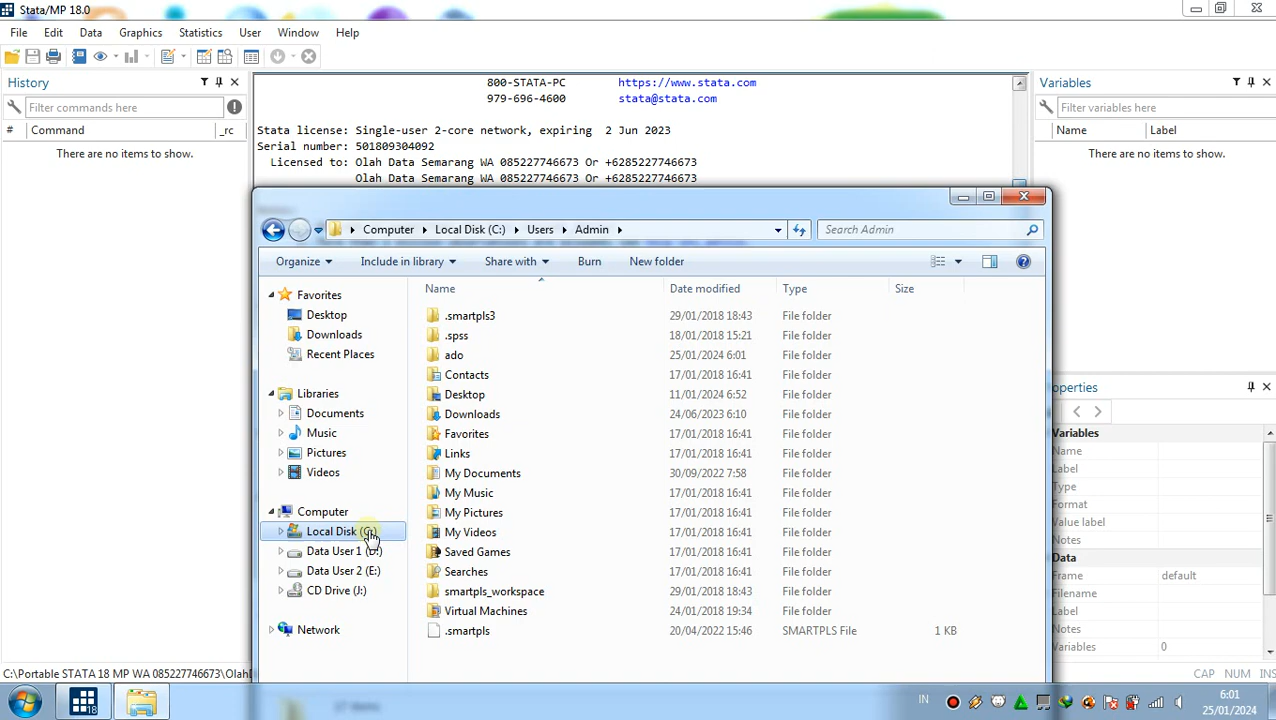 Stata/MP 18.0
File Edit Data Graphics Statistics User Window Help
History
Filter commands here
# Command _rc
There are no items to show.
800-STATA-PC https://www.stata.com
979-696-4600 stata@stata.com
Stata license: Single-user 2-core network, expiring 2 Jun 2023
Serial number: 501809304092
Licensed to: Olah Data Semarang WA 085227746673 Or +6285227746673
Olah Data Semarang WA 085227746673 Or +6285227746673
Variables
Filter variables here
Name Label
There are no items to show.
Computer Local Disk (C:) Users Admin
Search Admin
Organize Include in library Share with Burn New folder
Name Date modified Type Size
Favorites
Desktop
Downloads
Recent Places
Libraries
Documents
Music
Pictures
Videos
Computer
Local Disk (C:)
Data User 1 (D:)
Data User 2 (E:)
CD Drive (J:)
Network
.smartpls3 29/01/2018 18:43 File folder
.spss 18/01/2018 15:21 File folder
ado 25/01/2024 6:01 File folder
Contacts 17/01/2018 16:41 File folder
Desktop 11/01/2024 6:52 File folder
Downloads 24/06/2023 6:10 File folder
Favorites 17/01/2018 16:41 File folder
Links 17/01/2018 16:41 File folder
My Documents 30/09/2022 7:58 File folder
My Music 17/01/2018 16:41 File folder
My Pictures 17/01/2018 16:41 File folder
My Videos 17/01/2018 16:41 File folder
Saved Games 17/01/2018 16:41 File folder
Searches 17/01/2018 16:41 File folder
smartpls_workspace 29/01/2018 18:43 File folder
Virtual Machines 24/01/2018 19:34 File folder
.smartpls 20/04/2022 15:46 SMARTPLS File 1 KB
17 items
operties
Variables
Name
Label
Type
Format
Value label
Notes
Data
Frame default
Filename
Label
Notes
Variables 0
C:\Portable STATA 18 MP WA 085227746673\Olah
CAP NUM INS
18
IN
6:01
25/01/2024